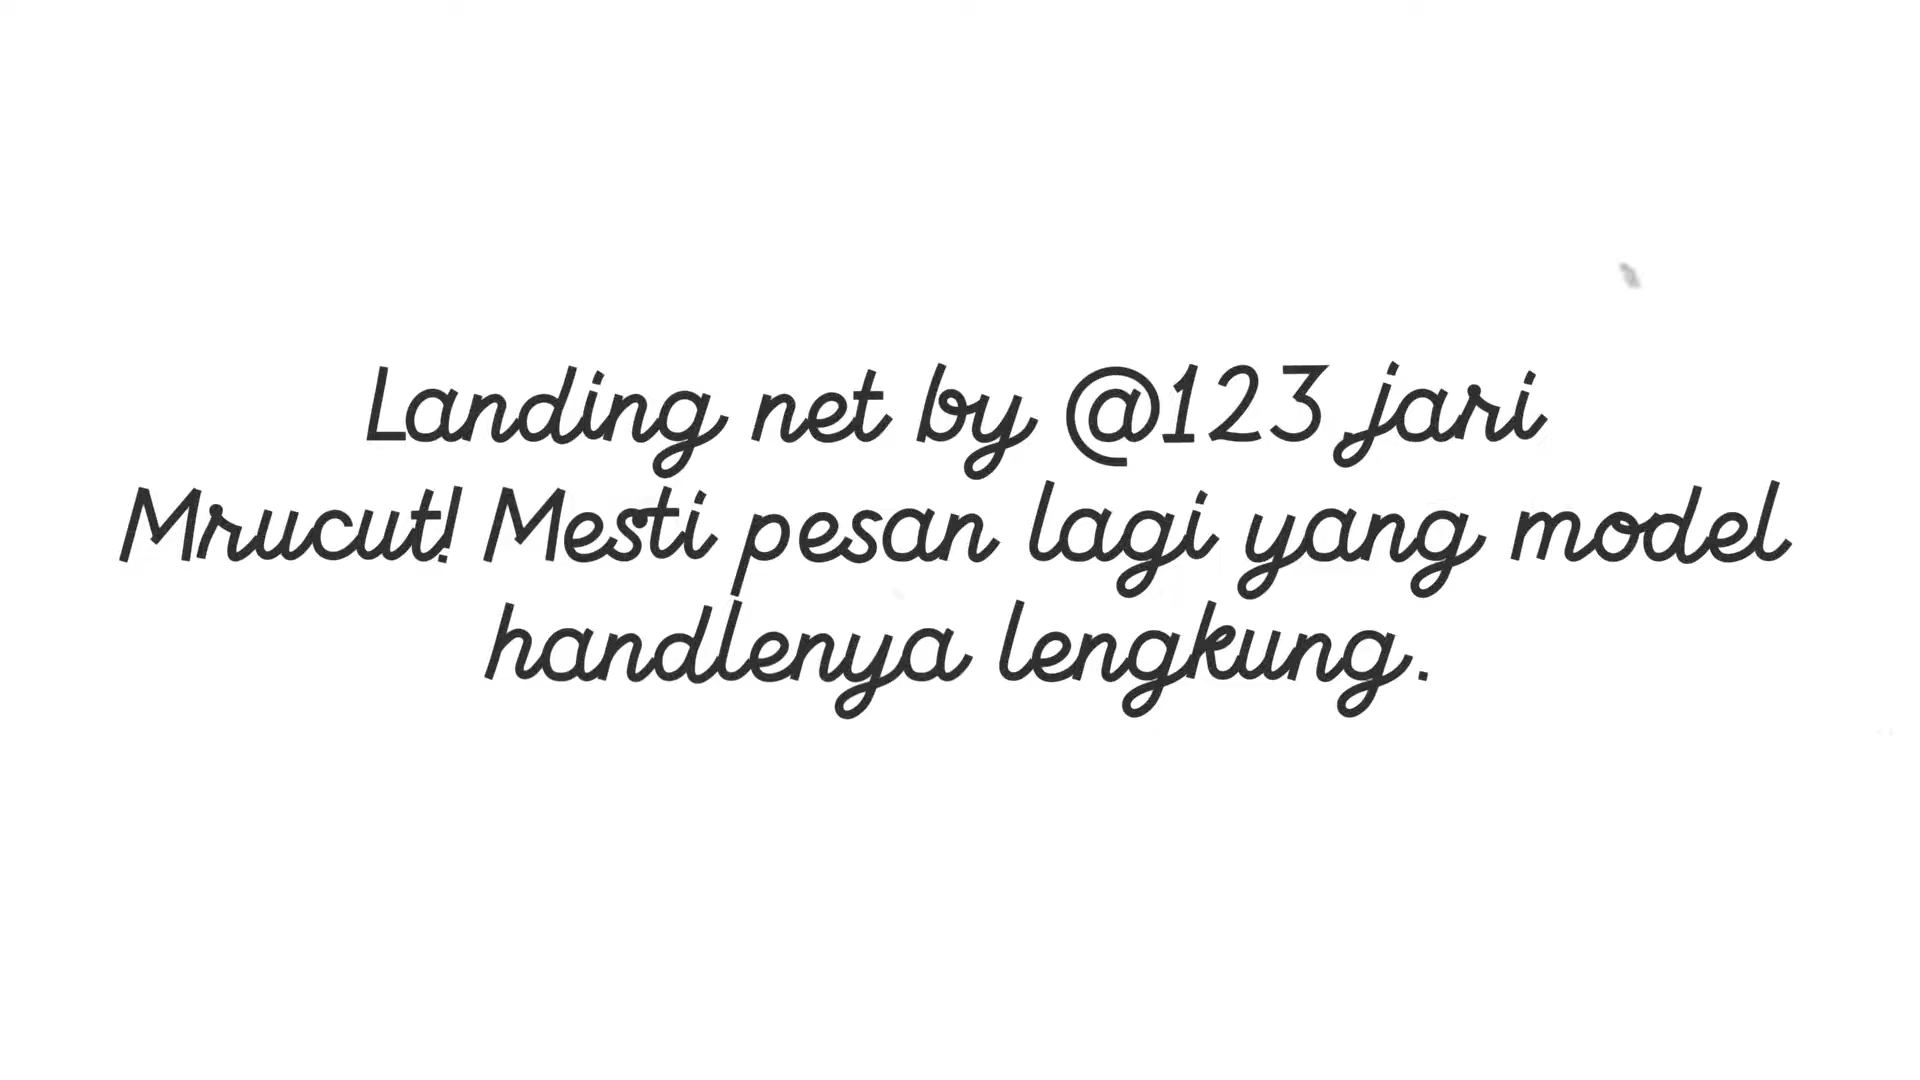 Landing net by @123.jari
Mrucut! Mesti pesan lagi yang model
handlenya lengkung.